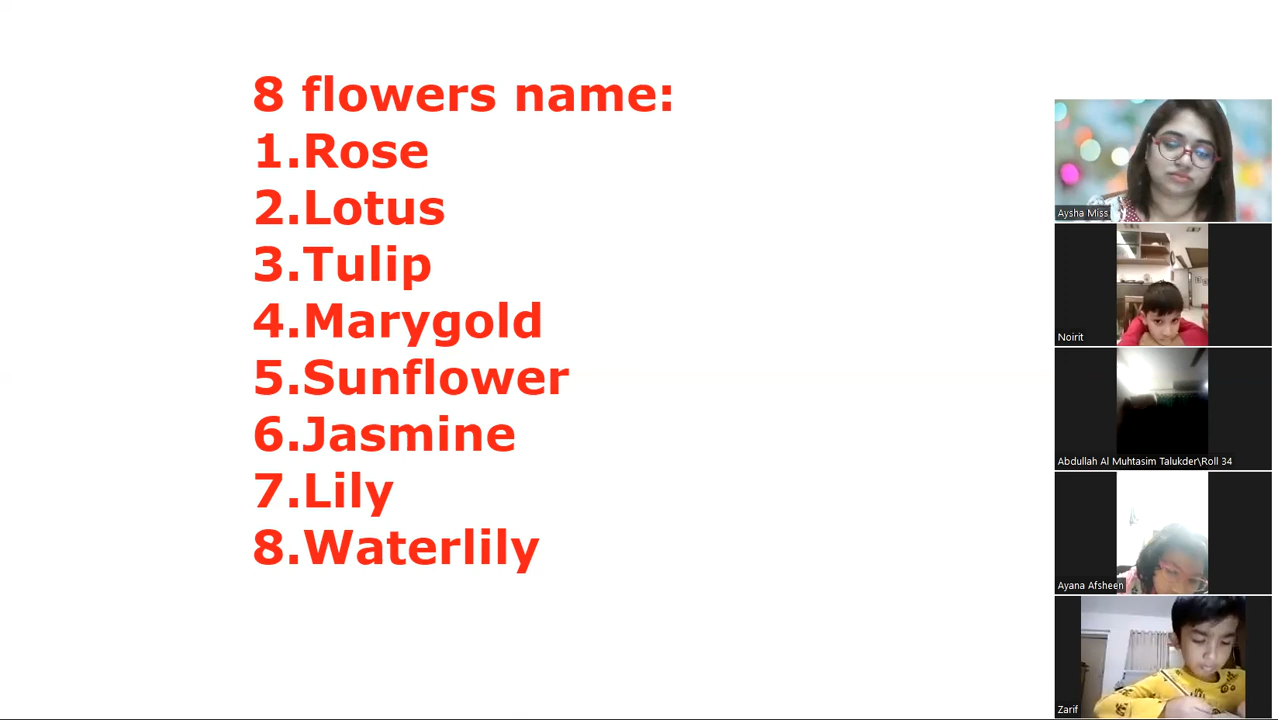 8 flowers name:
1.Rose
2.Lotus
3.Tulip
4.Marygold
5.Sunflower
6.Jasmine
7.Lily
8.Waterlily
Aysha Miss
Noirit
Abdullah Al Muhtasim Talukder\Roll 34
Ayana Afsheen
Zarif